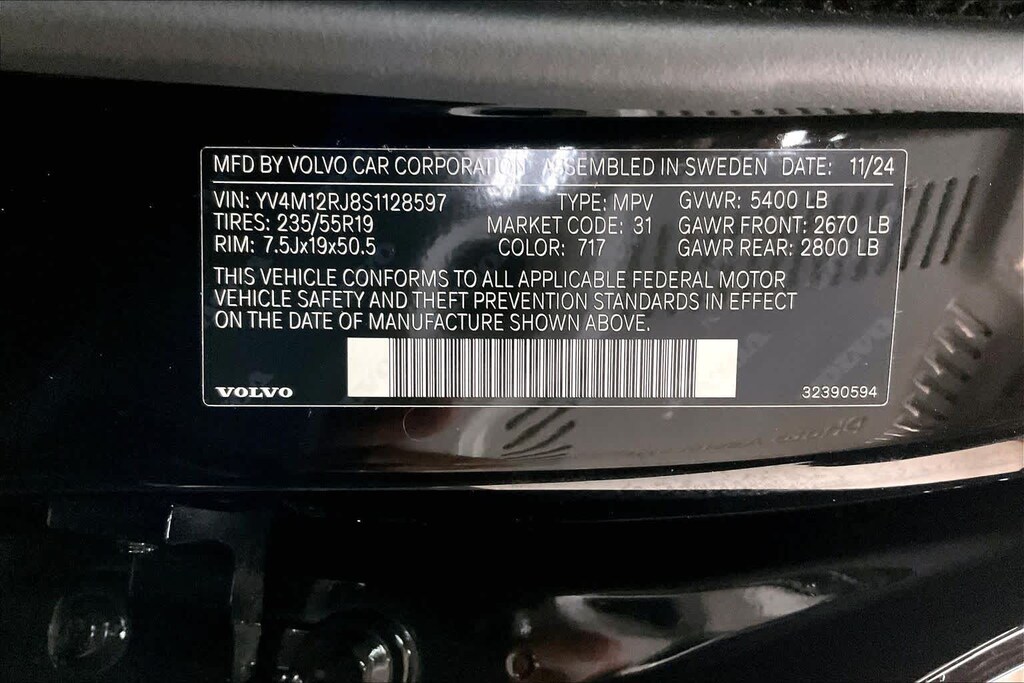 MFD BY VOLVO CAR CORPORATION ASSEMBLED IN SWEDEN DATE: 11/24
VIN: YV4M12RJ8S1128597 TYPE: MPV GVWR: 5400 LB
TIRES: 235/55R19 MARKET CODE: 31 GAWR FRONT: 2670 LB
RIM: 7.5Jx19x50.5 COLOR: 717 GAWR REAR: 2800 LB
THIS VEHICLE CONFORMS TO ALL APPLICABLE FEDERAL MOTOR
VEHICLE SAFETY AND THEFT PREVENTION STANDARDS IN EFFECT
ON THE DATE OF MANUFACTURE SHOWN ABOVE.
VOLVO 32390594